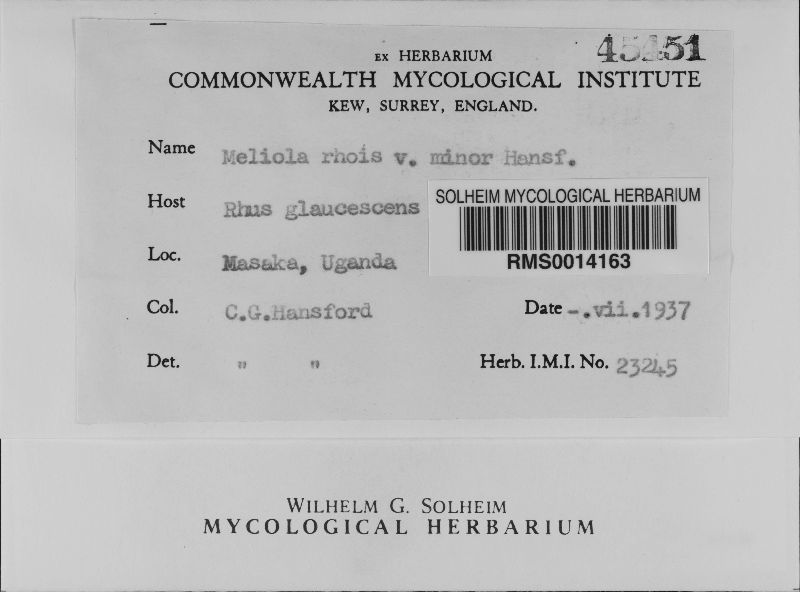 45451
EX HERBARIUM
COMMONWEALTH MYCOLOGICAL INSTITUTE
KEW, SURREY, ENGLAND.
Name Meliola rhois v. minor Hansf.
Host Rhus glaucescens
SOLHEIM MYCOLOGICAL HERBARIUM
RMS0014163
Loc. Masaka, Uganda
Col. C.G.Hansford Date -.vii.1937
Det. " " Herb. I.M.I. No. 23245
WILHELM G. SOLHEIM
MYCOLOGICAL HERBARIUM